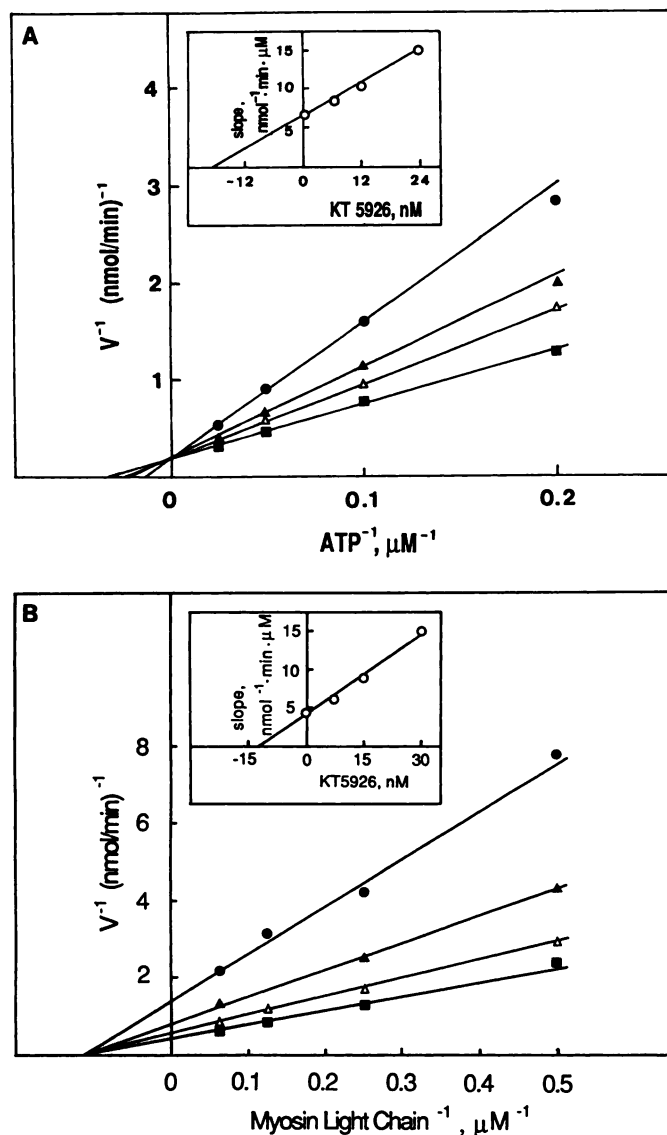 A
4
3
2
1
V⁻¹ (nmol/min)⁻¹
slope,
nmol⁻¹·min·μM
15
10
5
-12 0 12 24
KT 5926, nM
0 0.1 0.2
ATP⁻¹, μM⁻¹
B
8
6
4
2
V⁻¹ (nmol/min)⁻¹
slope,
nmol⁻¹·min·μM
15
10
5
-15 0 15 30
KT5926, nM
0 0.1 0.2 0.3 0.4 0.5
Myosin Light Chain⁻¹, μM⁻¹